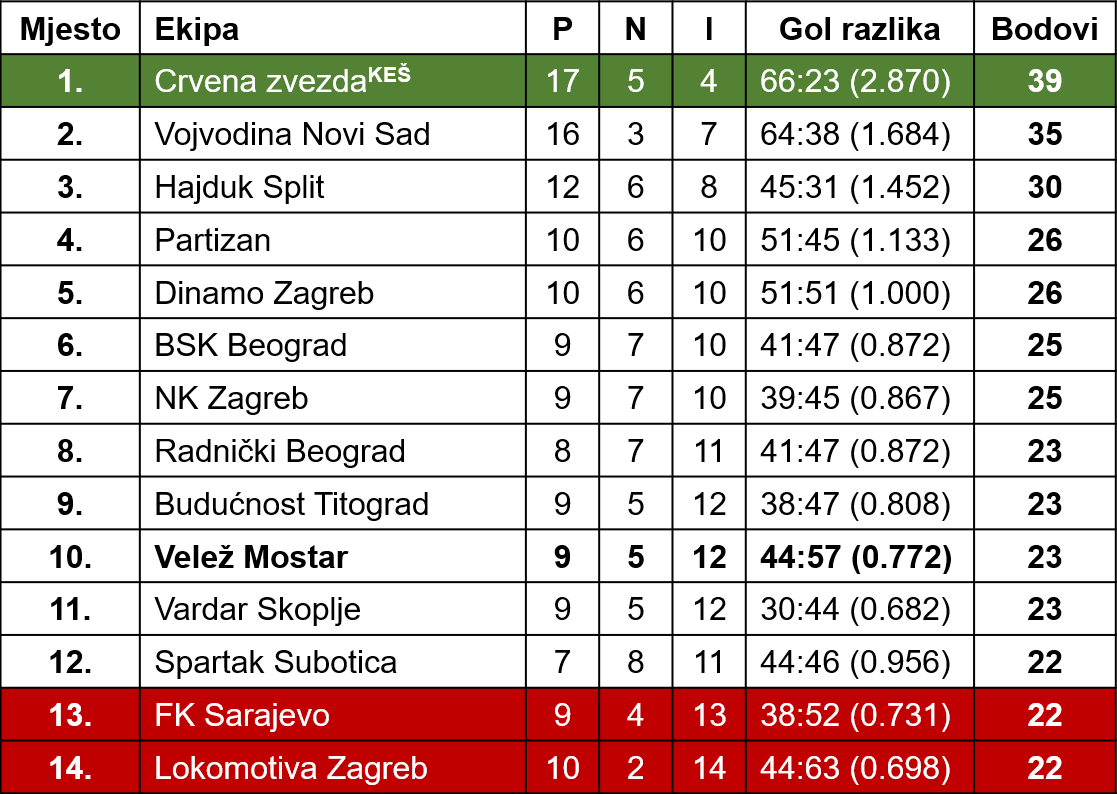 Mjesto Ekipa P N I Gol razlika Bodovi
1. Crvena zvezdaKEŠ 17 5 4 66:23 (2.870) 39
2. Vojvodina Novi Sad 16 3 7 64:38 (1.684) 35
3. Hajduk Split 12 6 8 45:31 (1.452) 30
4. Partizan 10 6 10 51:45 (1.133) 26
5. Dinamo Zagreb 10 6 10 51:51 (1.000) 26
6. BSK Beograd 9 7 10 41:47 (0.872) 25
7. NK Zagreb 9 7 10 39:45 (0.867) 25
8. Radnički Beograd 8 7 11 41:47 (0.872) 23
9. Budućnost Titograd 9 5 12 38:47 (0.808) 23
10. Velež Mostar 9 5 12 44:57 (0.772) 23
11. Vardar Skoplje 9 5 12 30:44 (0.682) 23
12. Spartak Subotica 7 8 11 44:46 (0.956) 22
13. FK Sarajevo 9 4 13 38:52 (0.731) 22
14. Lokomotiva Zagreb 10 2 14 44:63 (0.698) 22